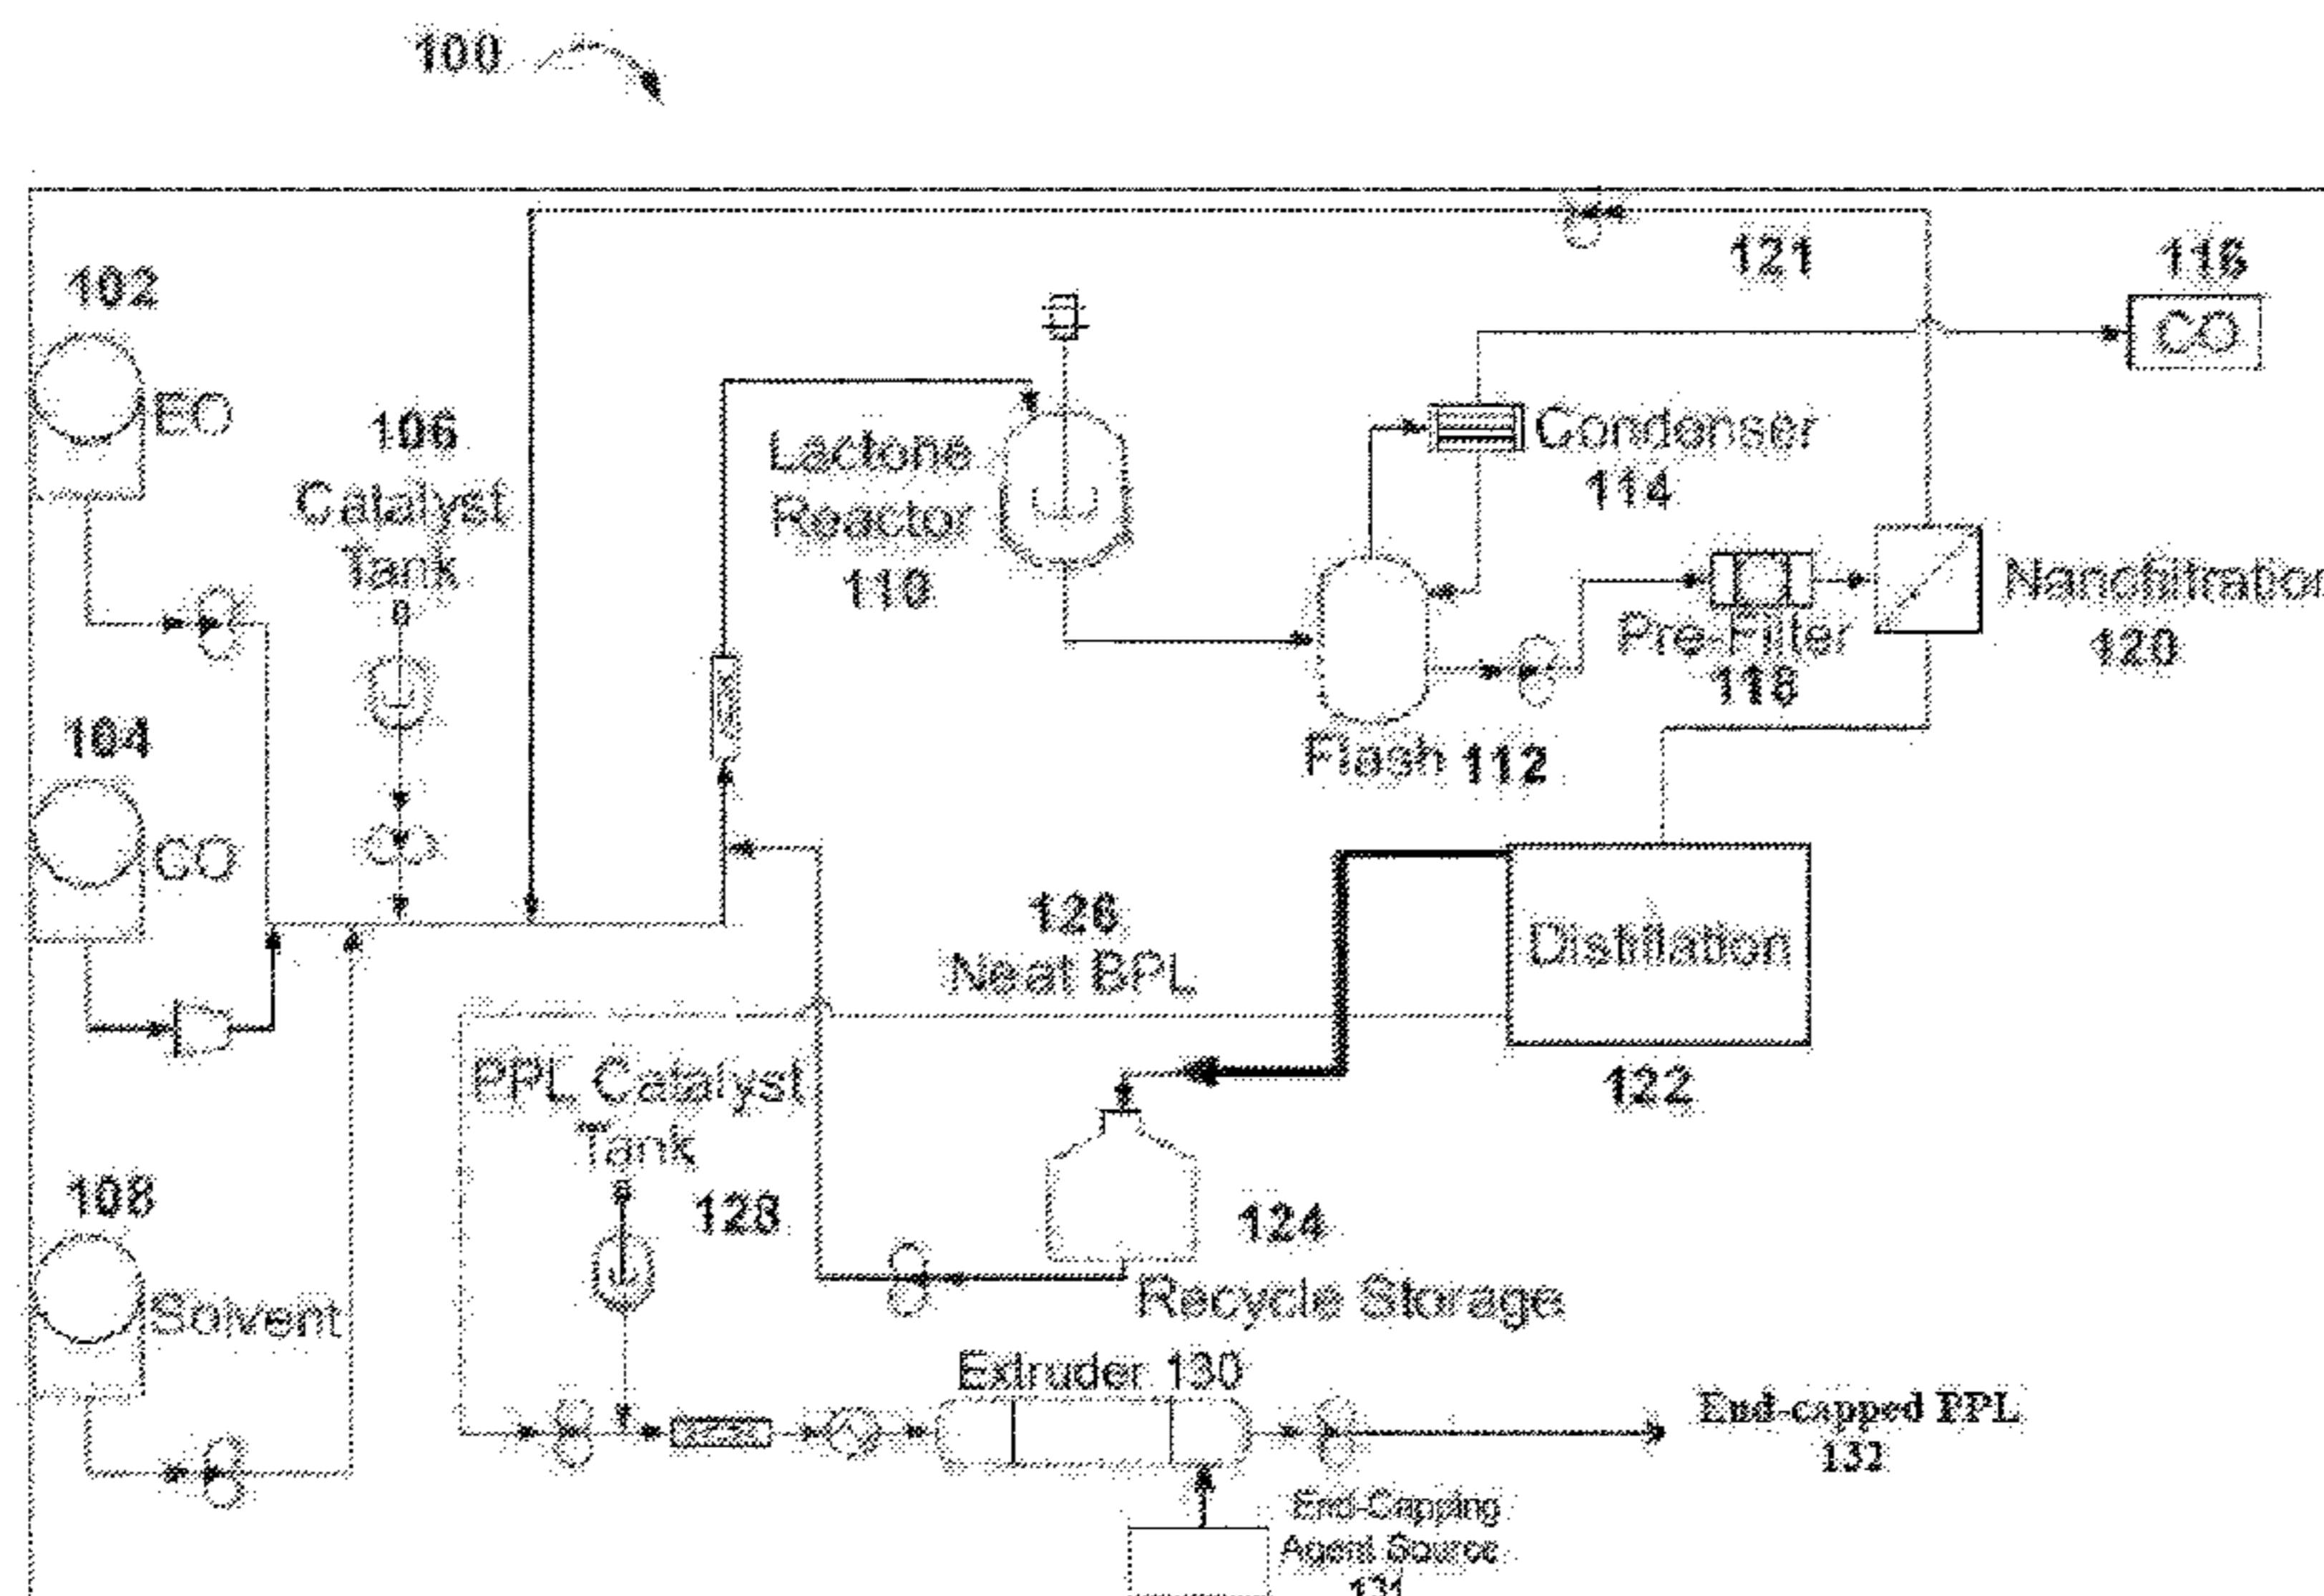 100
121
116
CO
102
EO
106
Catalyst
Tank
Lactone
Reactor
110
Condenser
114
Nanofiltration
120
Pre-Filter
118
Flash 112
104
CO
126
Neat BPL
Distillation
122
PPL Catalyst
Tank
128
124
Recycle Storage
108
Solvent
Extruder 130
End-capped PPL
132
End-Capping
Agent Source
131